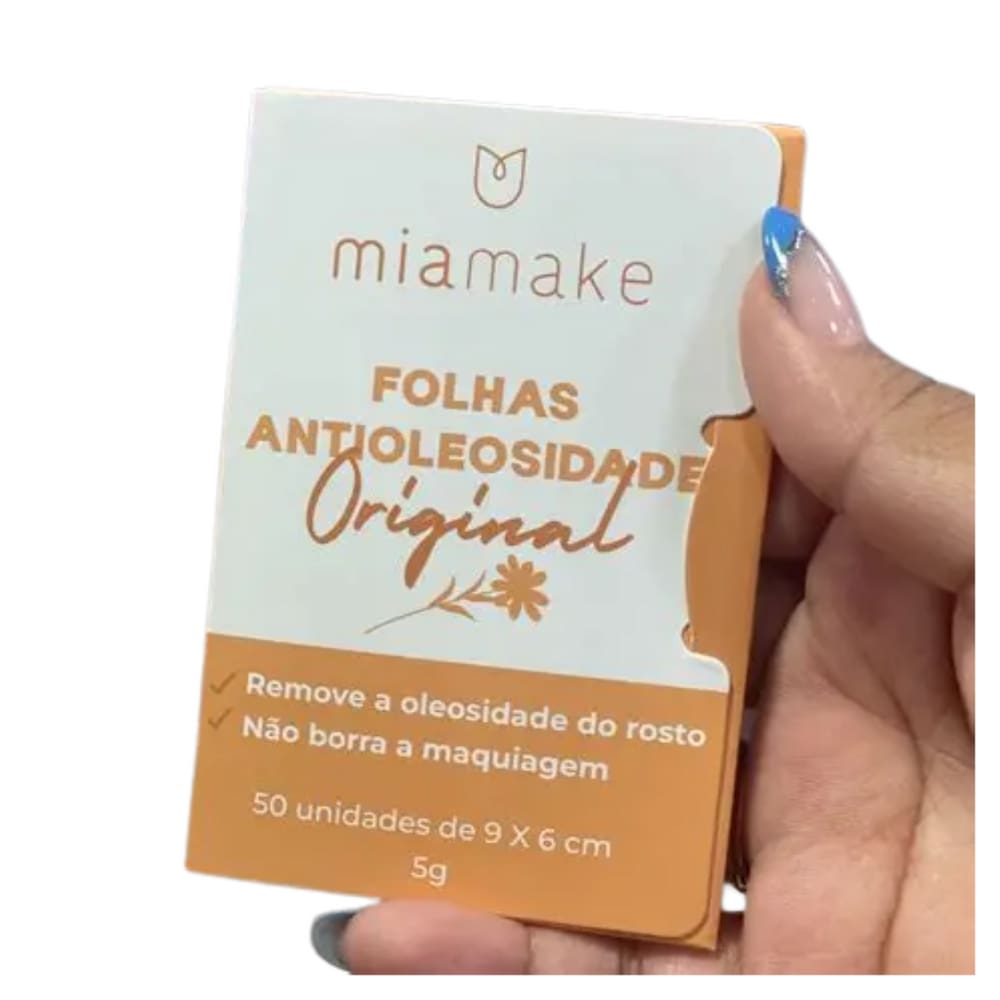 miamake
FOLHAS
ANTIOLEOSIDADE
Original
Remove a oleosidade do rosto
Não borra a maquiagem
50 unidades de 9 X 6 cm
5g